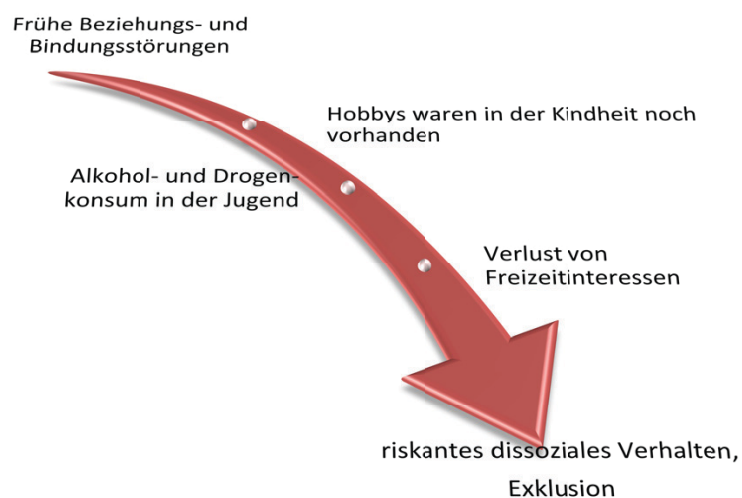 Frühe Beziehungs- und
Bindungsstörungen
Hobbys waren in der Kindheit noch
vorhanden
Alkohol- und Drogen-
konsum in der Jugend
Verlust von
Freizeitinteressen
riskantes dissoziales Verhalten,
Exklusion